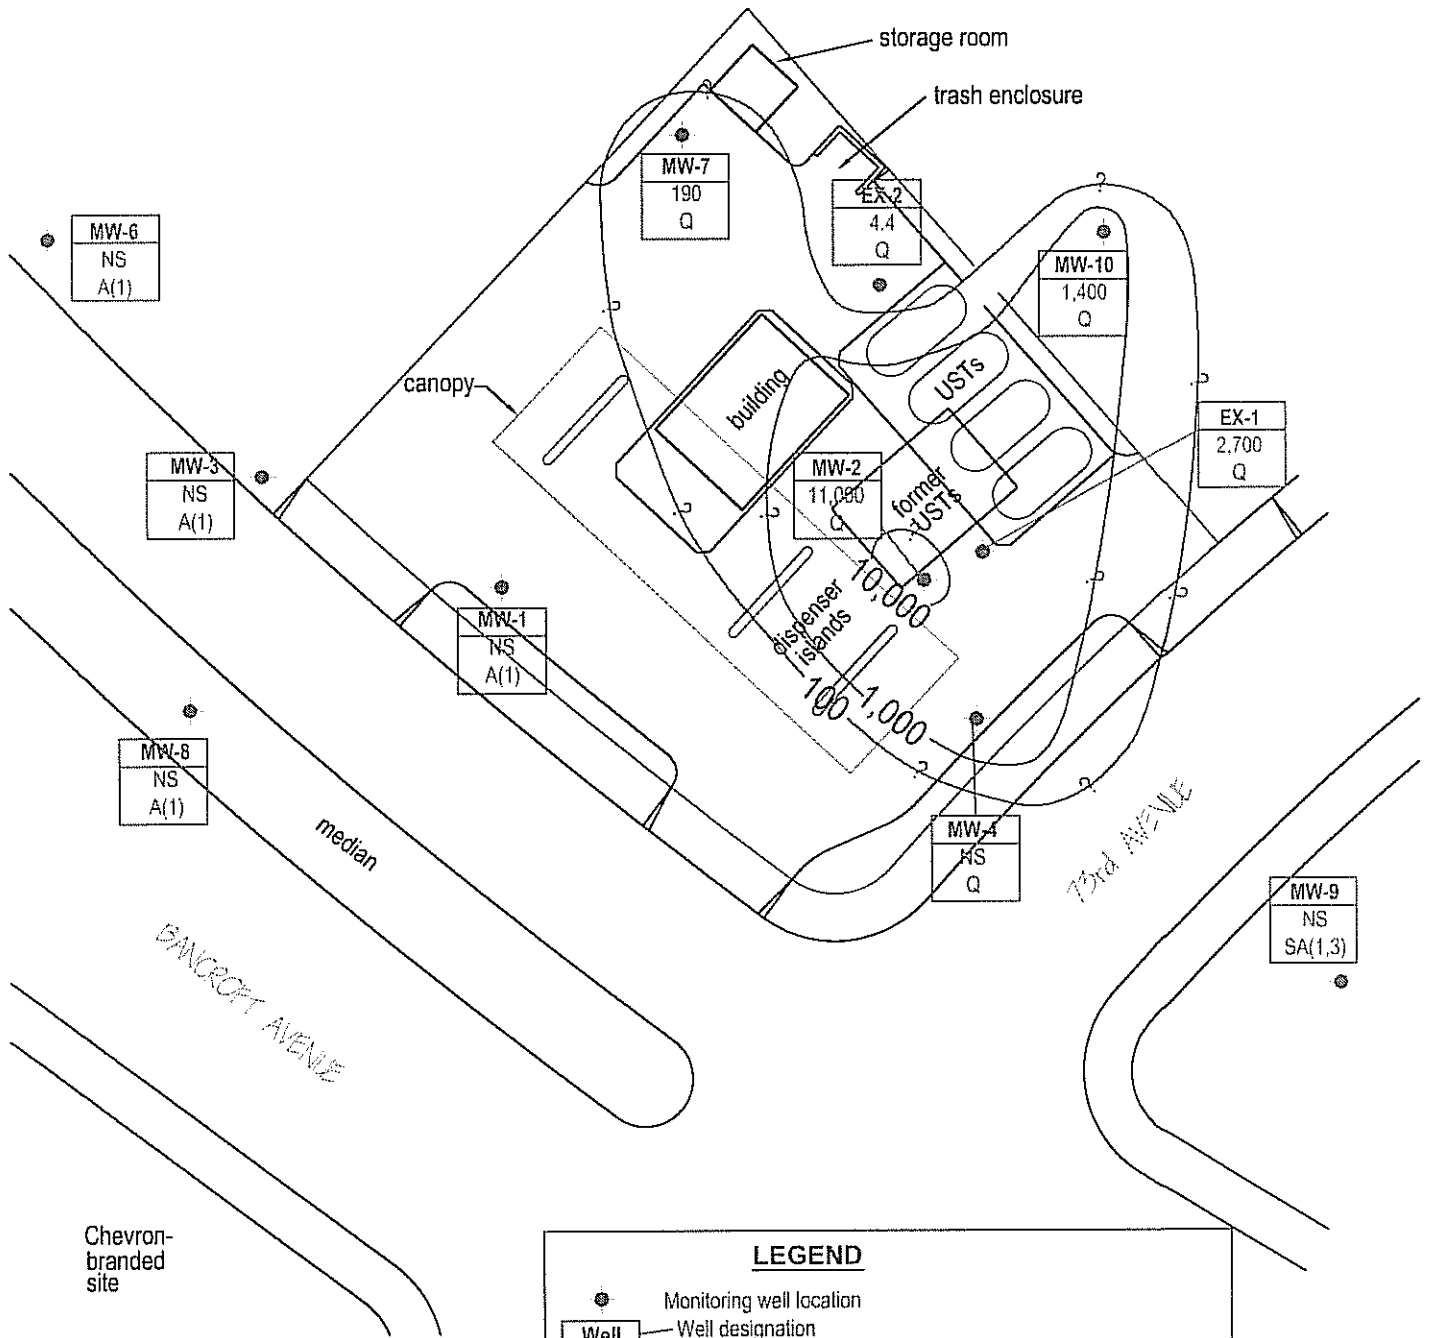 storage room
trash enclosure
MW-7
190
Q
EX-2
4.4
Q
MW-6
NS
A(1)
MW-10
1,400
Q
canopy
building
USTs
EX-1
2,700
Q
MW-3
NS
A(1)
MW-2
11,000
Q
former
USTs
10,000
MW-1
NS
A(1)
dispenser
islands
100
1,000
MW-8
NS
A(1)
median
MW-4
NS
Q
73rd AVENUE
MW-9
NS
SA(1,3)
BANCROFT AVENUE
Chevron-
branded
site
LEGEND
Monitoring well location
Well
Well designation
?
?
?
?
?
?
?
?
?
?
?